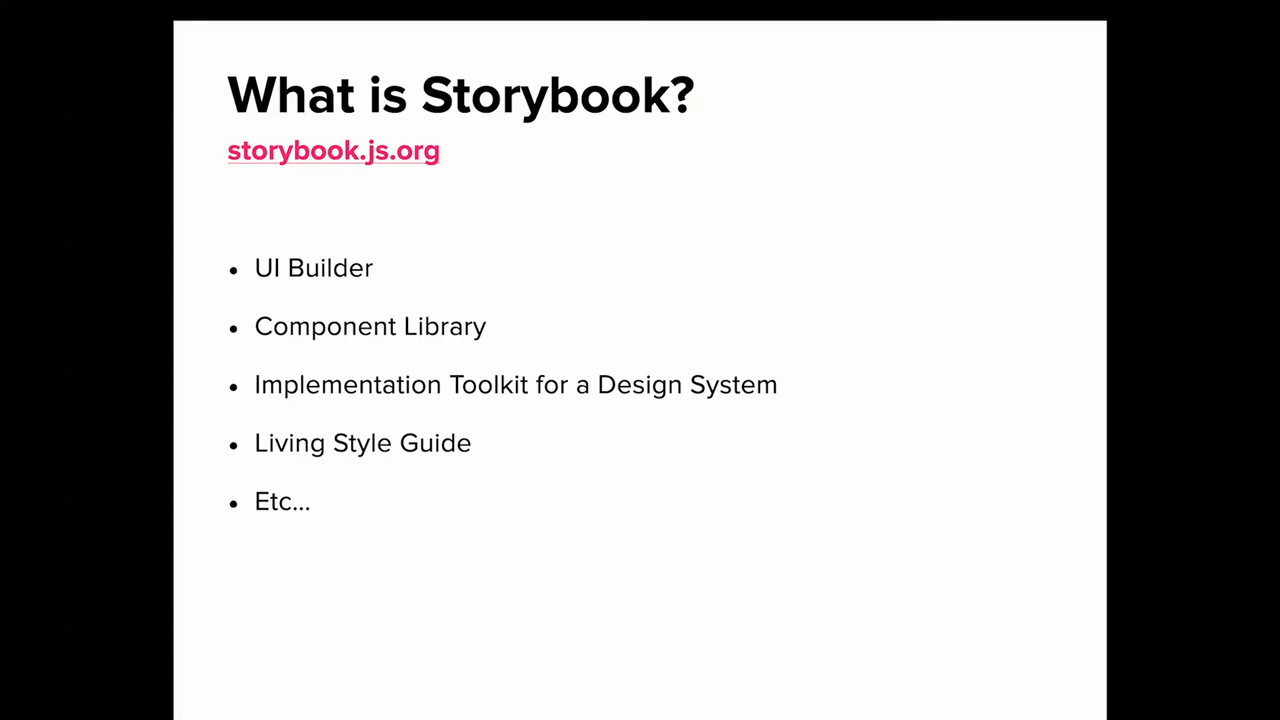 What is Storybook?
storybook.js.org
• UI Builder
• Component Library
• Implementation Toolkit for a Design System
• Living Style Guide
• Etc...